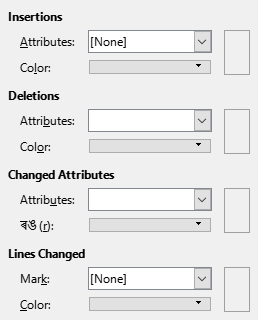 Insertions
Attributes: [None]
Color:
Deletions
Attributes:
Color:
Changed Attributes
Attributes:
ৰঙ (r):
Lines Changed
Mark: [None]
Color: